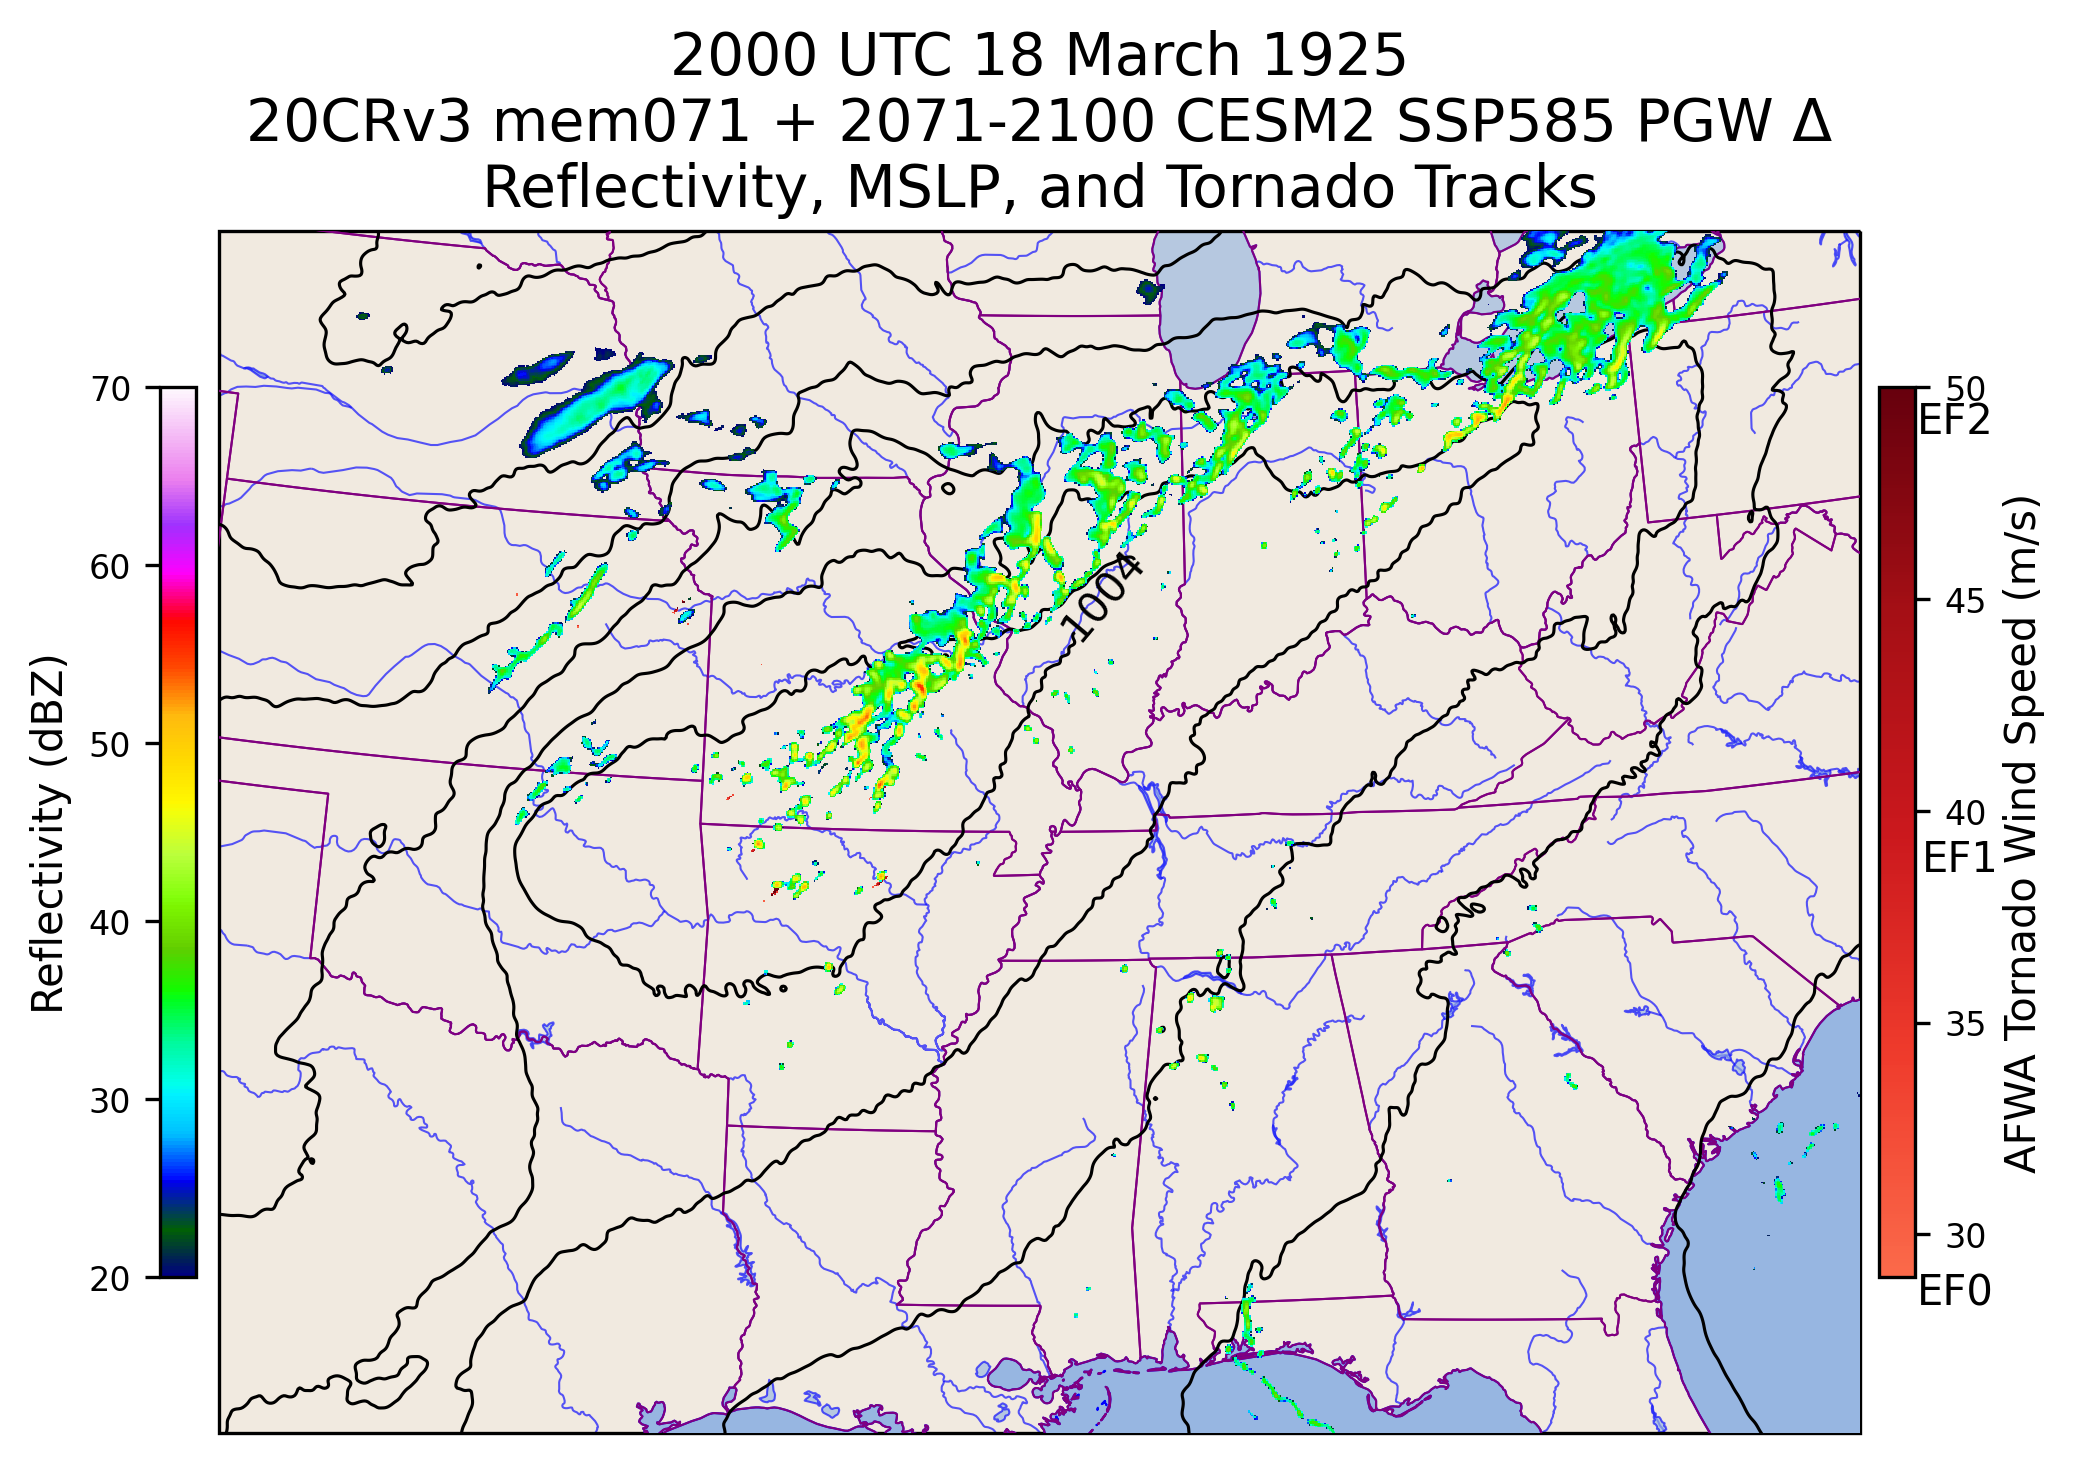 2000 UTC 18 March 1925
20CRv3 mem071 + 2071-2100 CESM2 SSP585 PGW Δ
Reflectivity, MSLP, and Tornado Tracks
70
60
50
40
30
20
Reflectivity (dBZ)
1004
50
EF2
45
40
EF1
35
30
EF0
AFWA Tornado Wind Speed (m/s)